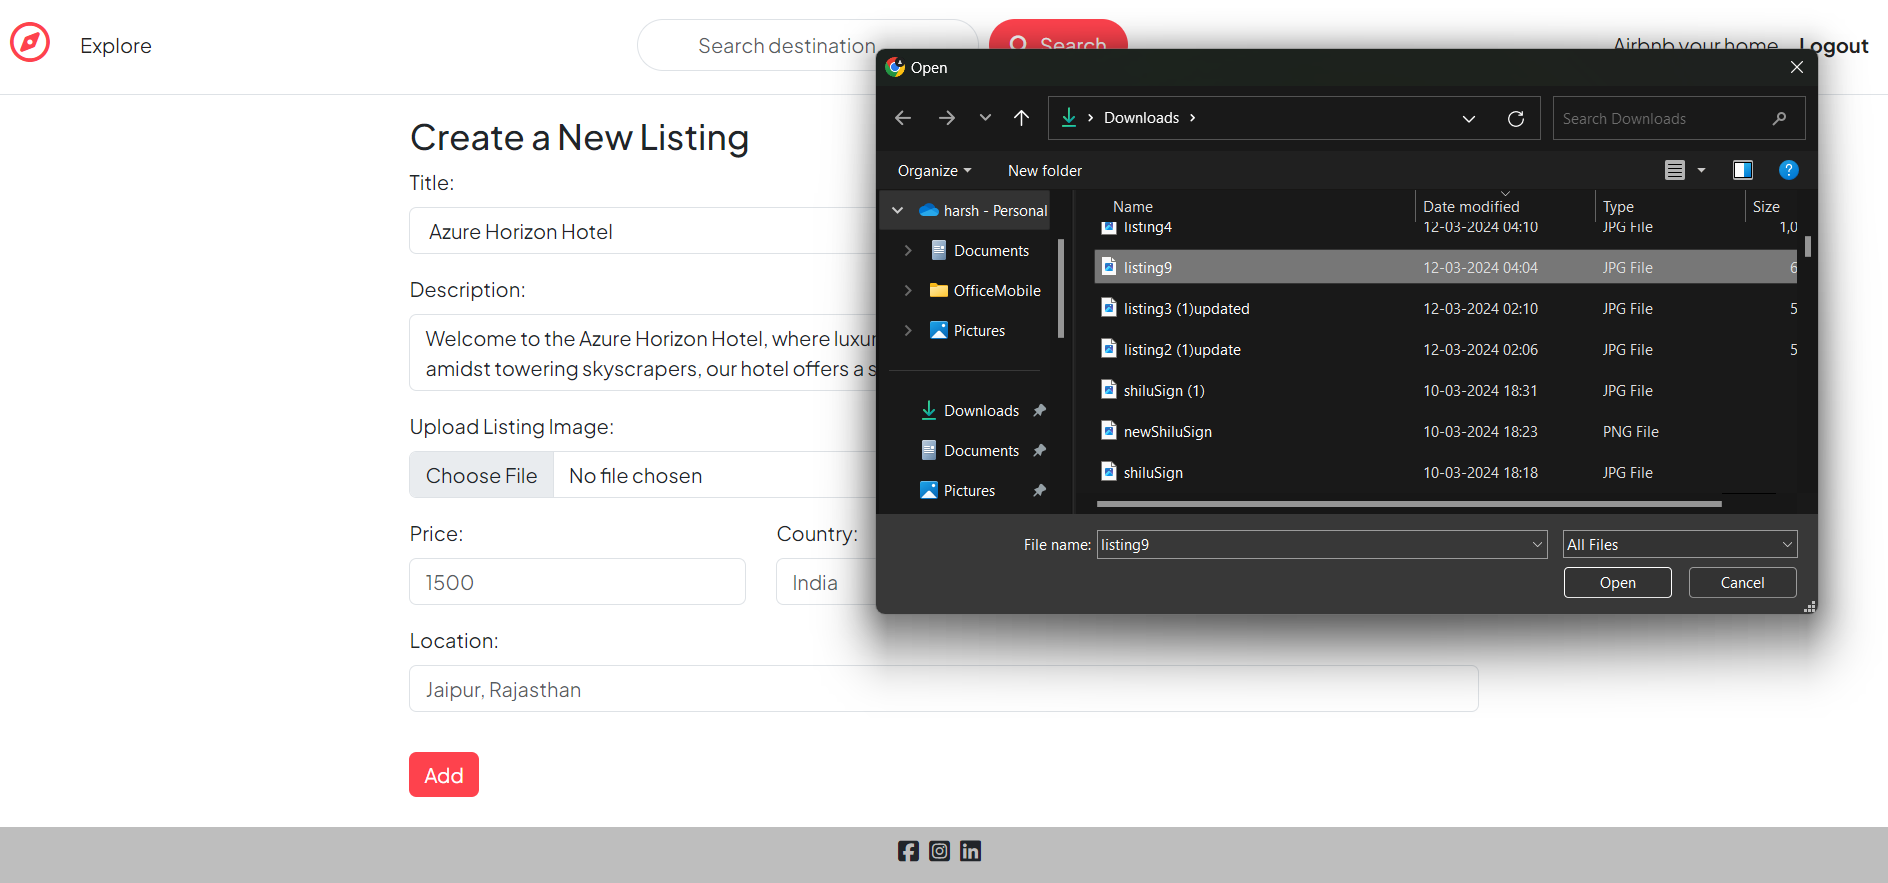 Explore
Search destination
Search
Airbnb your home
Logout
Create a New Listing
Title:
Azure Horizon Hotel
Description:
Welcome to the Azure Horizon Hotel, where luxur
amidst towering skyscrapers, our hotel offers a s
Upload Listing Image:
Choose File
No file chosen
Price:
Country:
1500
India
Location:
Jaipur, Rajasthan
Add
Open
Downloads
Search Downloads
Organize
New folder
harsh - Personal
Documents
OfficeMobile
Pictures
Downloads
Documents
Pictures
Name Date modified Type Size
listing4 12-03-2024 04:10 JPG File 1,0
listing9 12-03-2024 04:04 JPG File 6
listing3 (1)updated 12-03-2024 02:10 JPG File 5
listing2 (1)update 12-03-2024 02:06 JPG File 5
shiluSign (1) 10-03-2024 18:31 JPG File
newShiluSign 10-03-2024 18:23 PNG File
shiluSign 10-03-2024 18:18 JPG File
File name: listing9
All Files
Open
Cancel